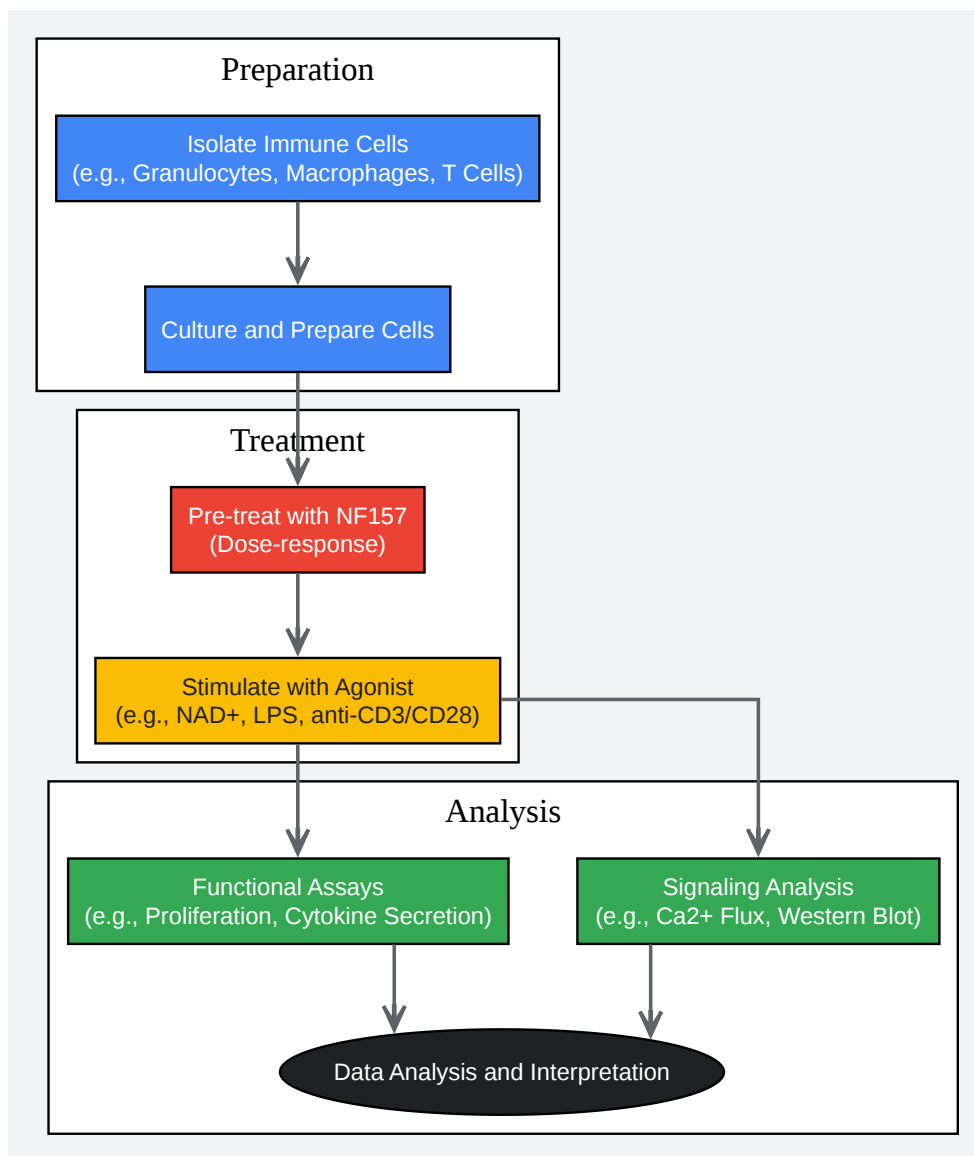 Preparation
Isolate Immune Cells
(e.g., Granulocytes, Macrophages, T Cells)
Culture and Prepare Cells
Treatment
Pre-treat with NF157
(Dose-response)
Stimulate with Agonist
(e.g., NAD+, LPS, anti-CD3/CD28)
Analysis
Functional Assays
(e.g., Proliferation, Cytokine Secretion)
Signaling Analysis
(e.g., Ca2+ Flux, Western Blot)
Data Analysis and Interpretation